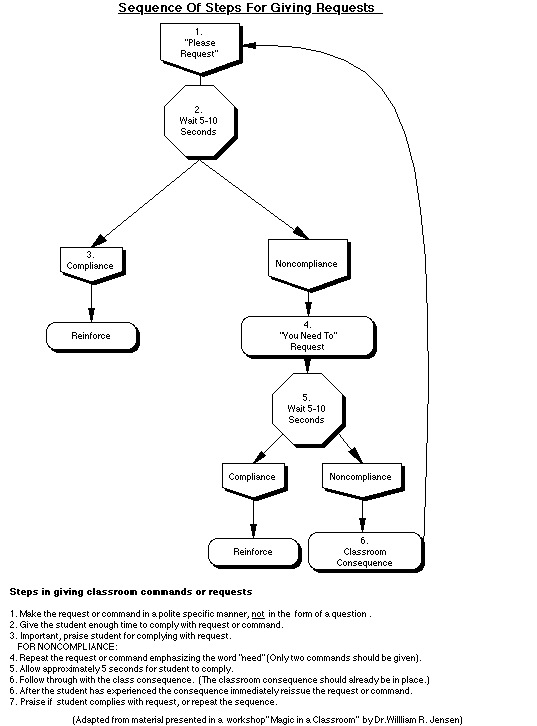 Sequence Of Steps For Giving Requests
1.
"Please
Request"
2.
Wait 5-10
Seconds
3.
Compliance
Noncompliance
Reinforce
4.
"You Need To"
Request
5.
Wait 5-10
Seconds
Compliance
Noncompliance
Reinforce
6.
Classroom
Consequence
Steps in giving classroom commands or requests
1. Make the request or command in a polite specific manner, not in the form of a question .
2. Give the student enough time to comply with request or command.
3. Important, praise student for complying with request.
FOR NONCOMPLIANCE:
4. Repeat the request or command emphasizing the word "need" (Only two commands should be given).
5. Allow approximately 5 seconds for student to comply.
6. Follow through with the class consequence. (The classroom consequence should already be in place.)
6. After the student has experienced the consequence immediately reissue the request or command.
7. Praise if student complies with request, or repeat the sequence.
(Adapted from material presented in a workshop" Magic in a Classroom" by Dr.Willliam R. Jensen)